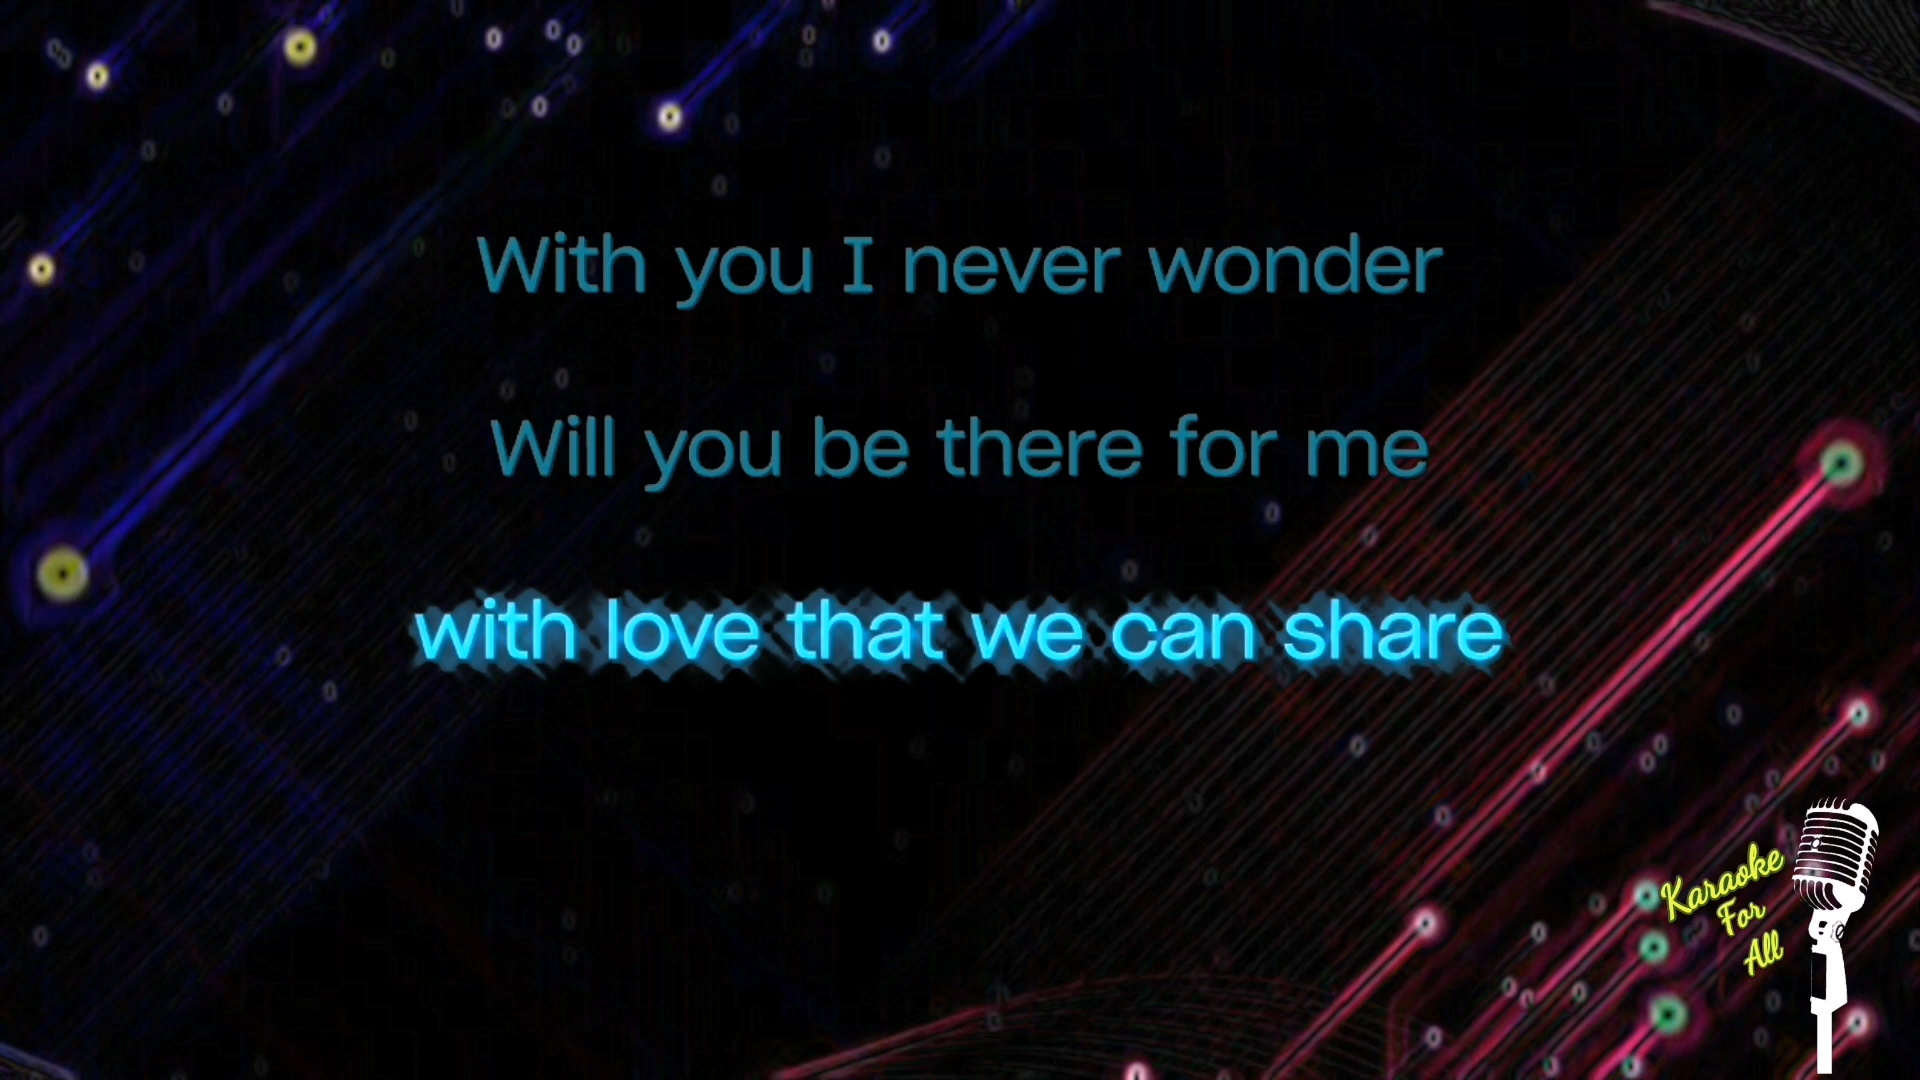 With you I never wonder
Will you be there for me
with love that we can share
Karaoke
For
All